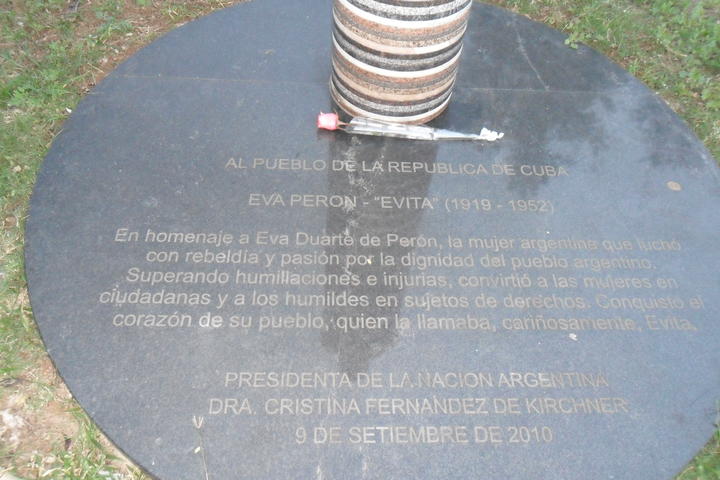 AL PUEBLO DE LA REPUBLICA DE CUBA
EVA PERON - "EVITA" (1919 - 1952)
En homenaje a Eva Duarte de Perón, la mujer argentina que luchó
con rebeldía y pasión por la dignidad del pueblo argentino.
Superando humillaciones e injurias, convirtió a las mujeres en
ciudadanas y a los humildes en sujetos de derechos. Conquistó el
corazón de su pueblo, quien la llamaba, cariñosamente, Evita.
PRESIDENTA DE LA NACION ARGENTINA
DRA. CRISTINA FERNANDEZ DE KIRCHNER
9 DE SETIEMBRE DE 2010